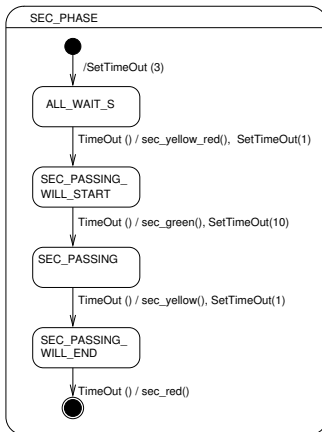 SEC_PHASE
/SetTimeOut (3)
ALL_WAIT_S
TimeOut () / sec_yellow_red(), SetTimeOut(1)
SEC_PASSING_
WILL_START
TimeOut () / sec_green(), SetTimeOut(10)
SEC_PASSING
TimeOut () / sec_yellow(), SetTimeOut(1)
SEC_PASSING_
WILL_END
TimeOut () / sec_red()